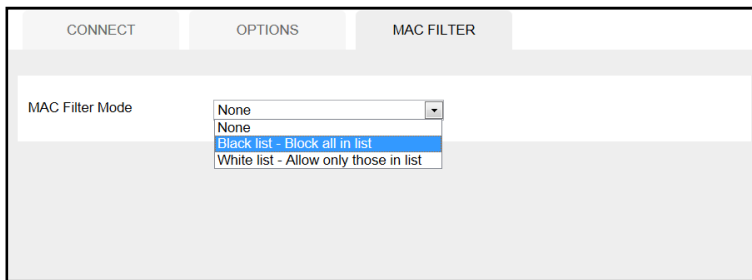 CONNECT OPTIONS MAC FILTER
MAC Filter Mode None
None
Black list - Block all in list
White list - Allow only those in list